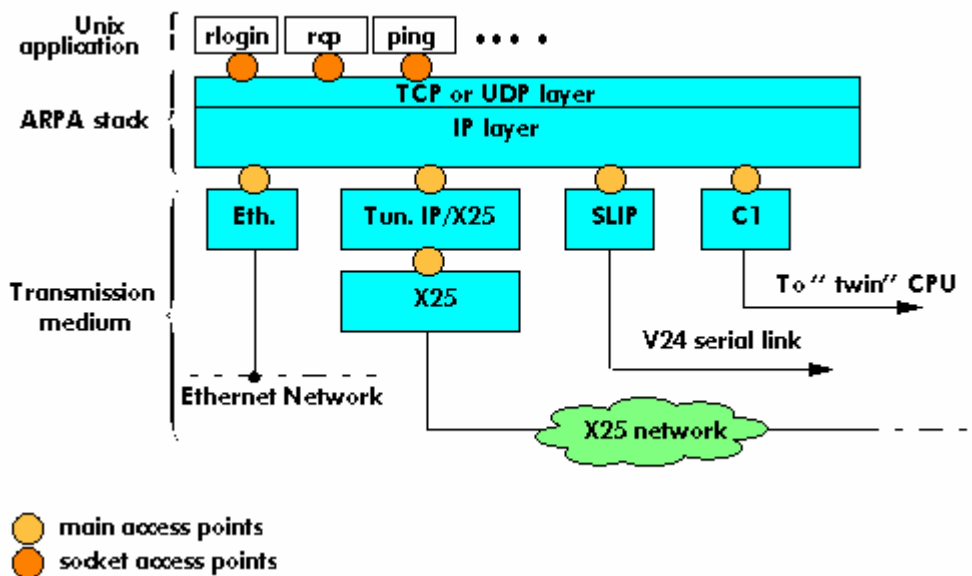 Unix
application
rlogin
rcp
ping
ARPA stack
TCP or UDP layer
IP layer
Eth.
Tun. IP/X25
SLIP
C1
Transmission
medium
X25
To " twin" CPU
V24 serial link
Ethernet Network
X25 network
main access points
socket access points